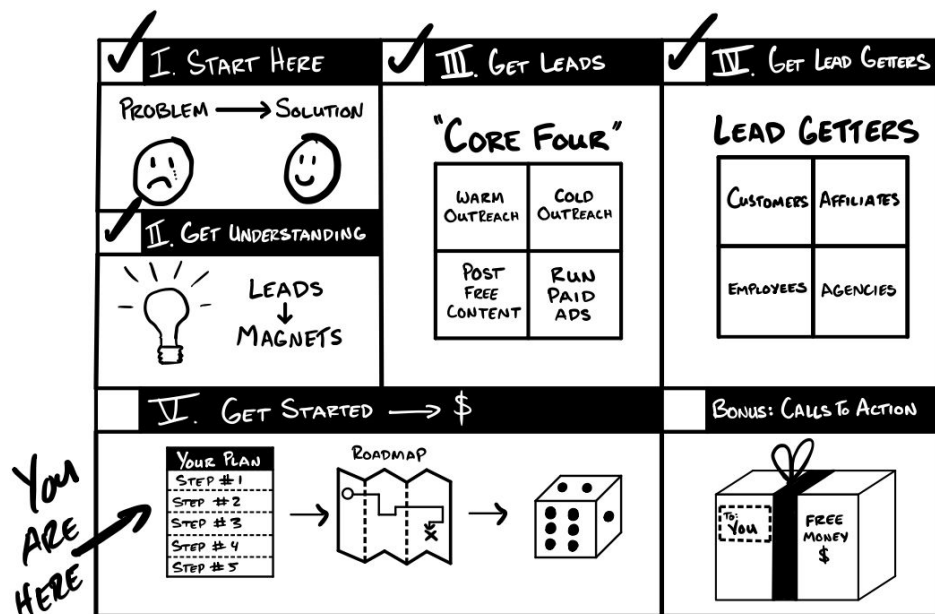 I. START HERE
PROBLEM → SOLUTION
II. GET UNDERSTANDING
LEADS
↓
MAGNETS
III. GET LEADS
"CORE FOUR"
WARM
OUTREACH
COLD
OUTREACH
POST
FREE
CONTENT
RUN
PAID
ADS
IV. GET LEAD GETTERS
LEAD GETTERS
CUSTOMERS
AFFILIATES
EMPLOYEES
AGENCIES
V. GET STARTED → $
YOU
ARE
HERE
YOUR PLAN
STEP #1
STEP #2
STEP #3
STEP #4
STEP #5
ROADMAP
X
BONUS: CALLS TO ACTION
TO:
YOU
FREE
MONEY
$